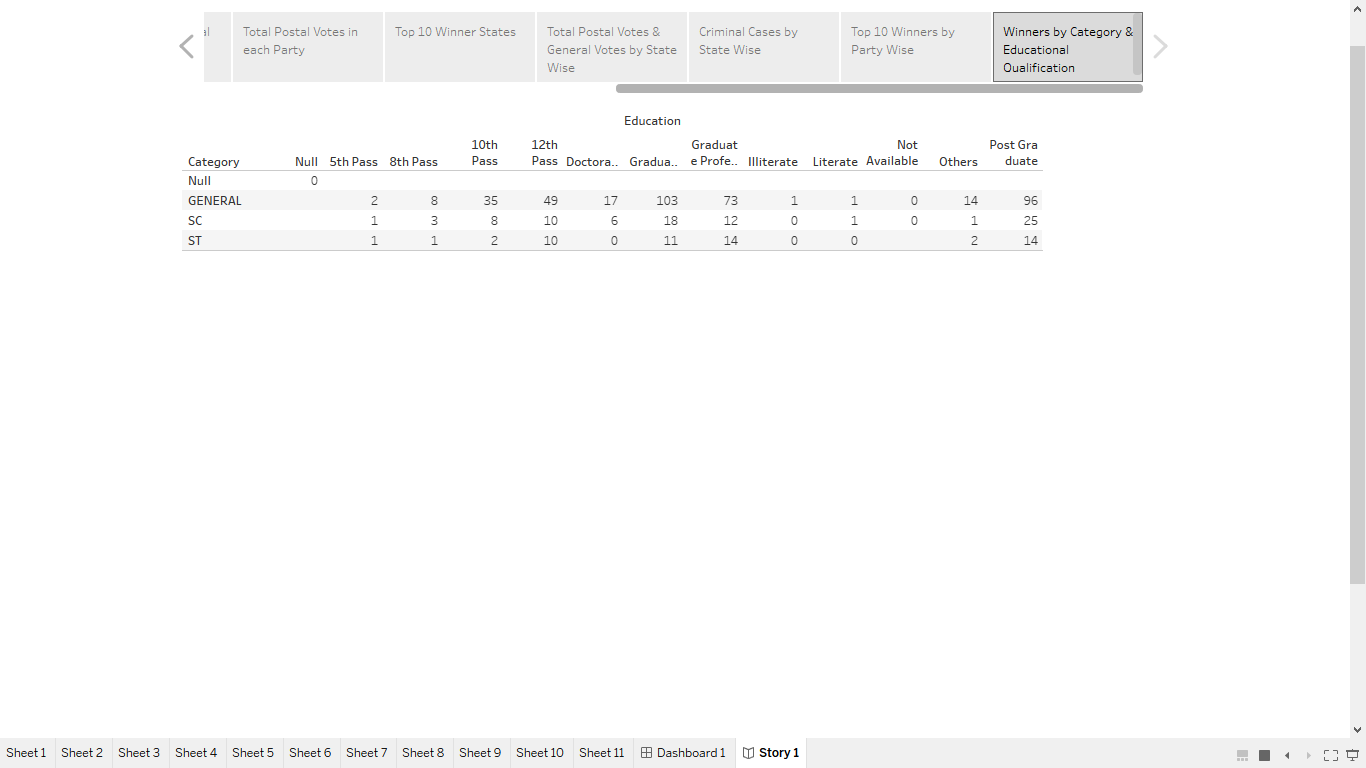 al
Total Postal Votes in
each Party
Top 10 Winner States
Total Postal Votes &
General Votes by State
Wise
Criminal Cases by
State Wise
Top 10 Winners by
Party Wise
Winners by Category &
Educational
Qualification
Education
Category Null 5th Pass 8th Pass 10th Pass 12th Pass Doctora.. Gradua.. Graduat e Profe.. Illiterate Literate Not Available Others Post Gra duate
Null 0
GENERAL 2 8 35 49 17 103 73 1 1 0 14 96
SC 1 3 8 10 6 18 12 0 1 0 1 25
ST 1 1 2 10 0 11 14 0 0 2 14
Sheet 1 Sheet 2 Sheet 3 Sheet 4 Sheet 5 Sheet 6 Sheet 7 Sheet 8 Sheet 9 Sheet 10 Sheet 11 Dashboard 1 Story 1